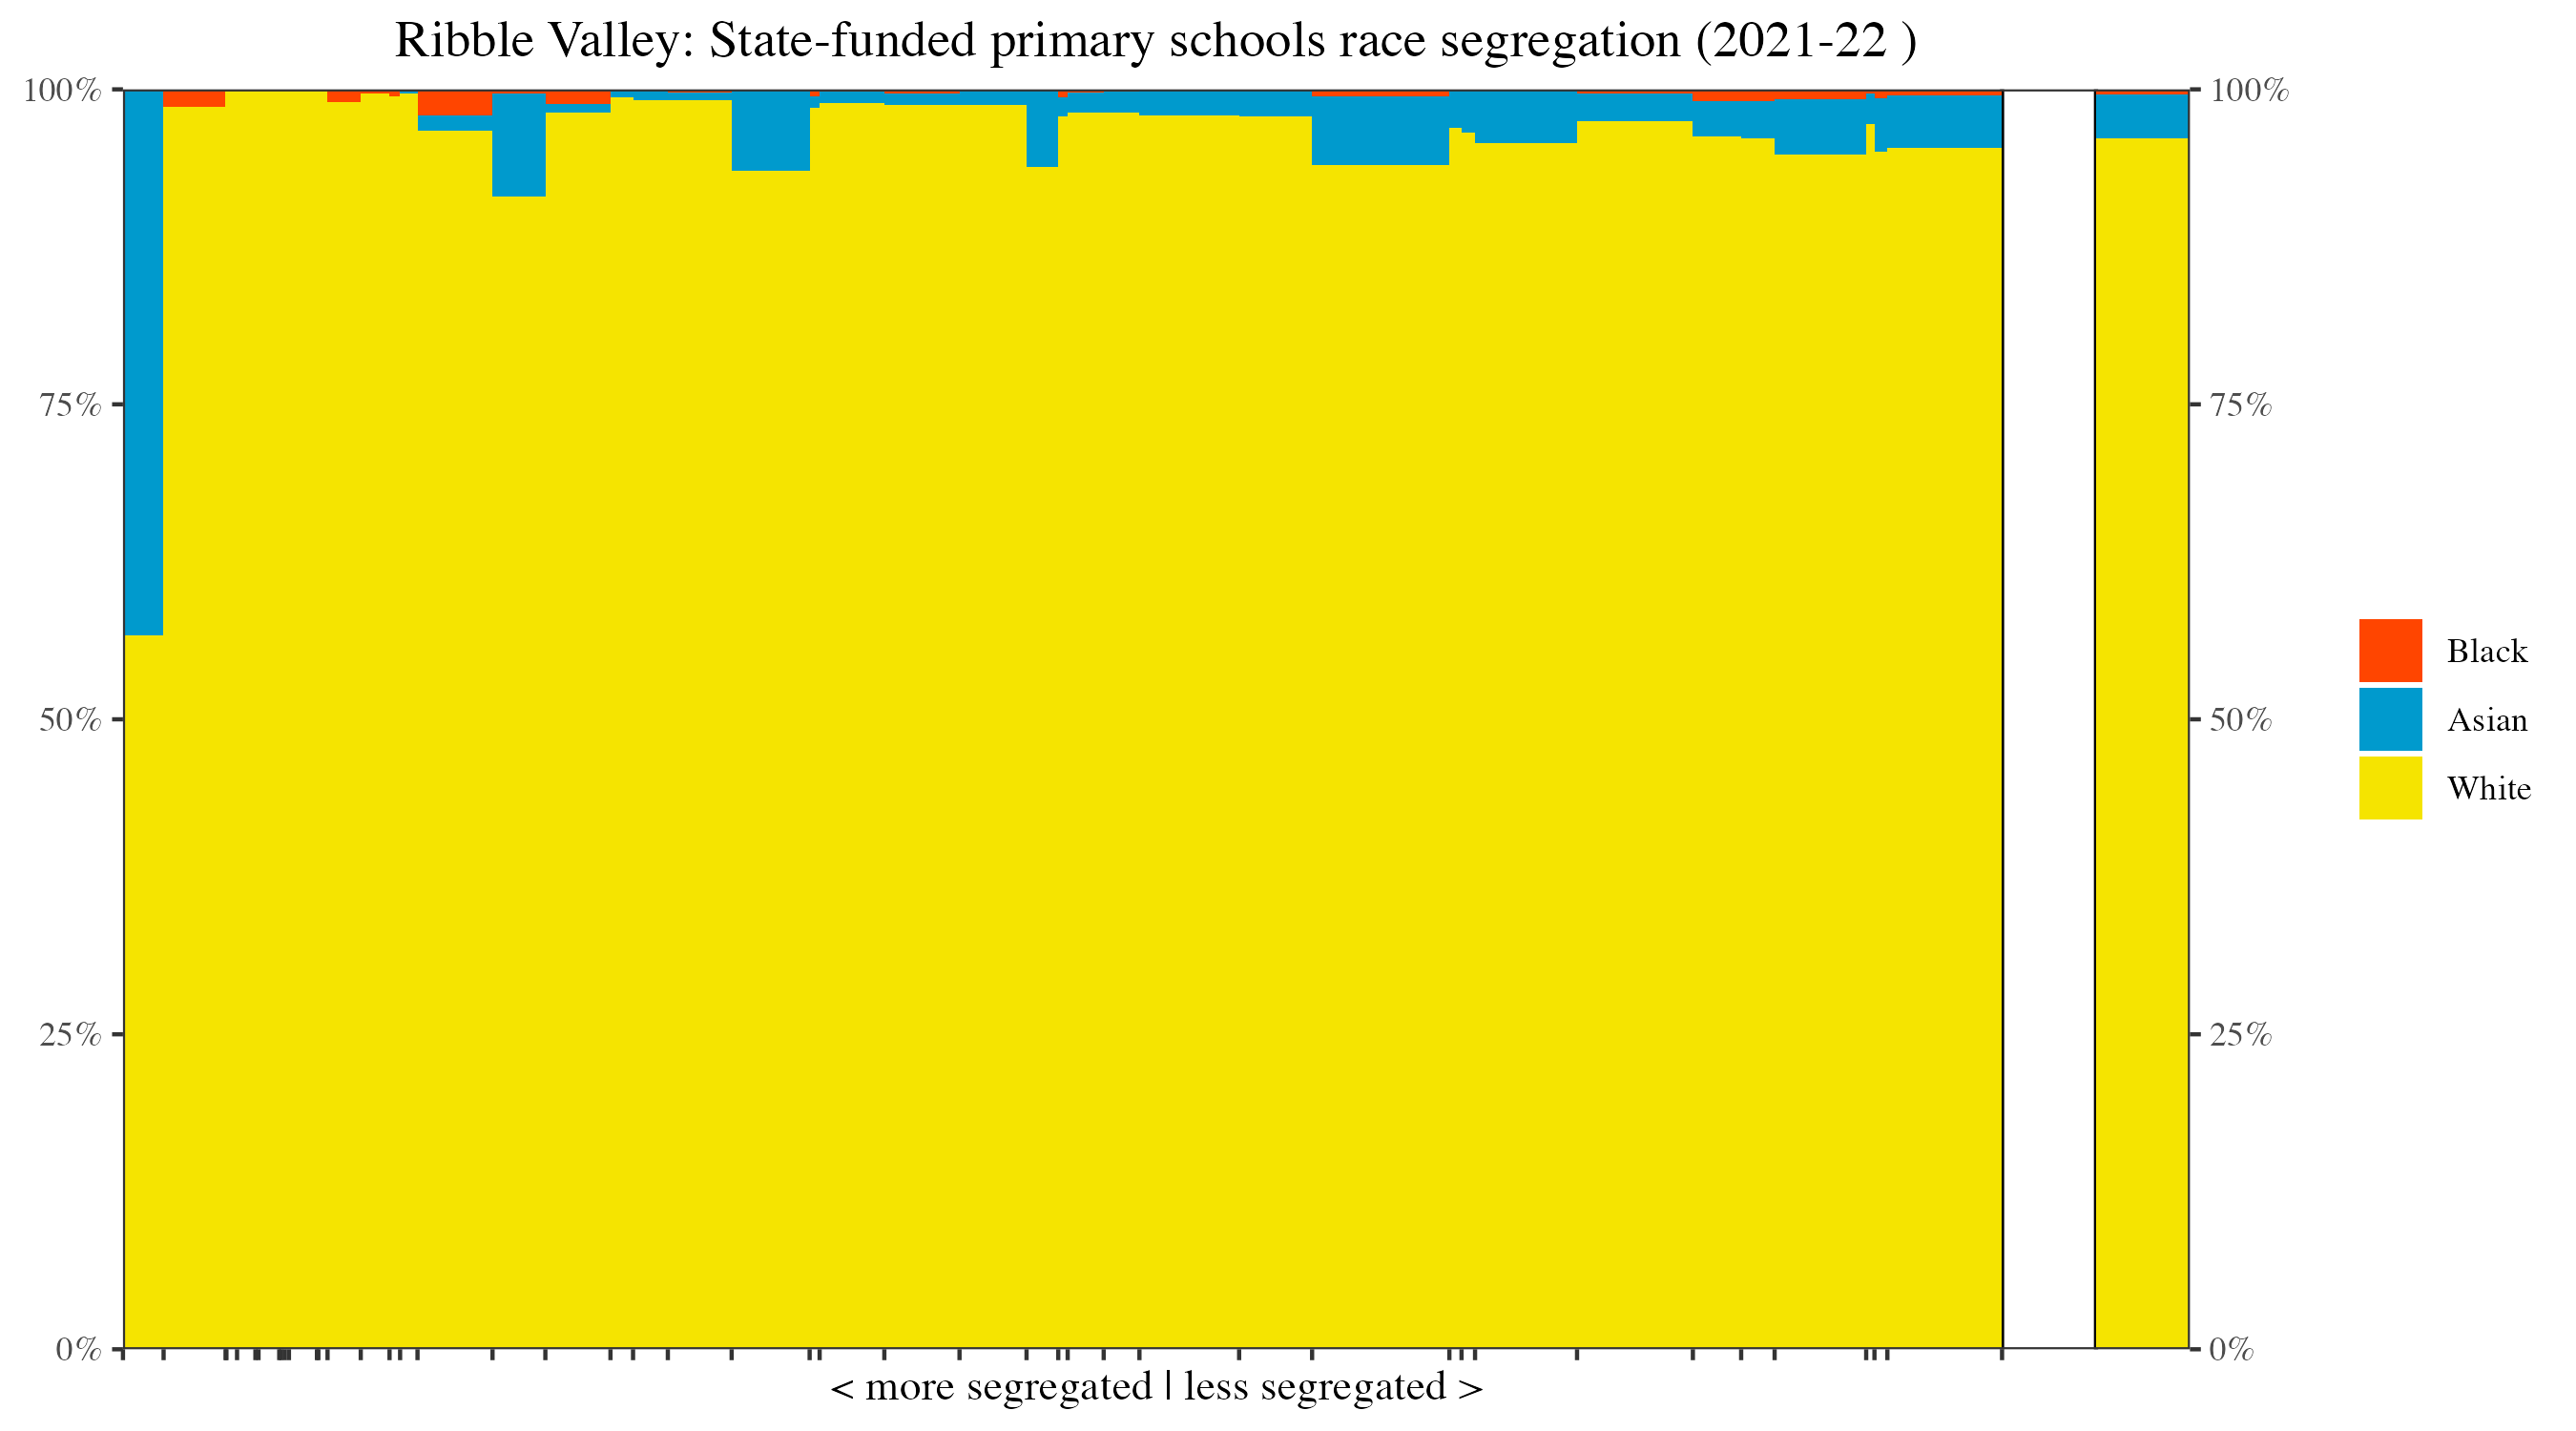 Ribble Valley: State-funded primary schools race segregation (2021-22 )
100%
75%
50%
25%
0%
100%
75%
50%
25%
0%
Black
Asian
White
< more segregated | less segregated >